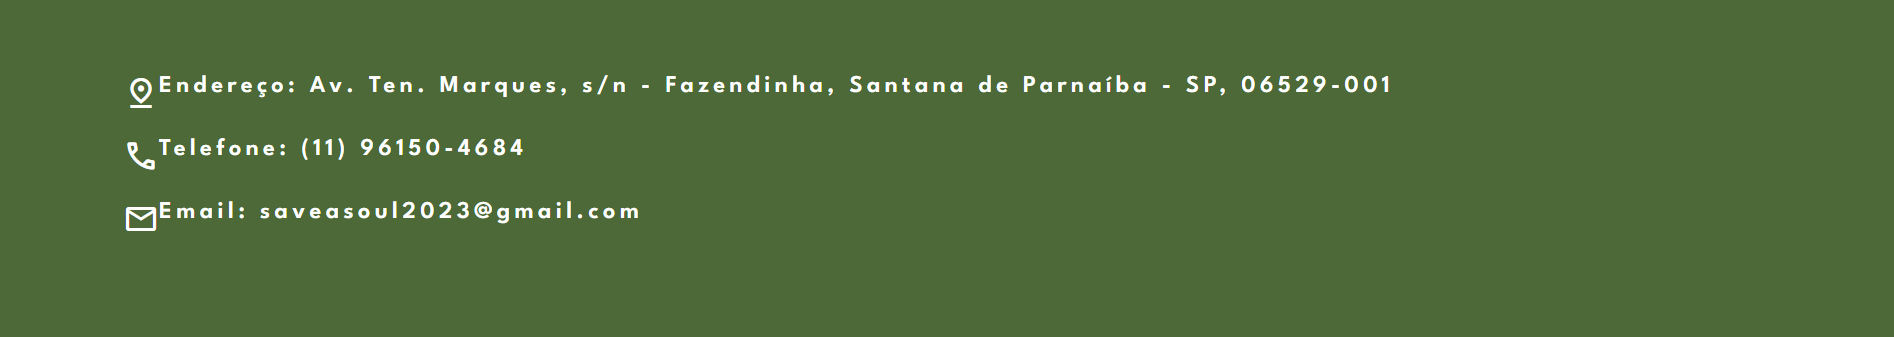 Endereço: Av. Ten. Marques, s/n - Fazendinha, Santana de Parnaíba - SP, 06529-001
Telefone: (11) 96150-4684
Email: saveasoul2023@gmail.com